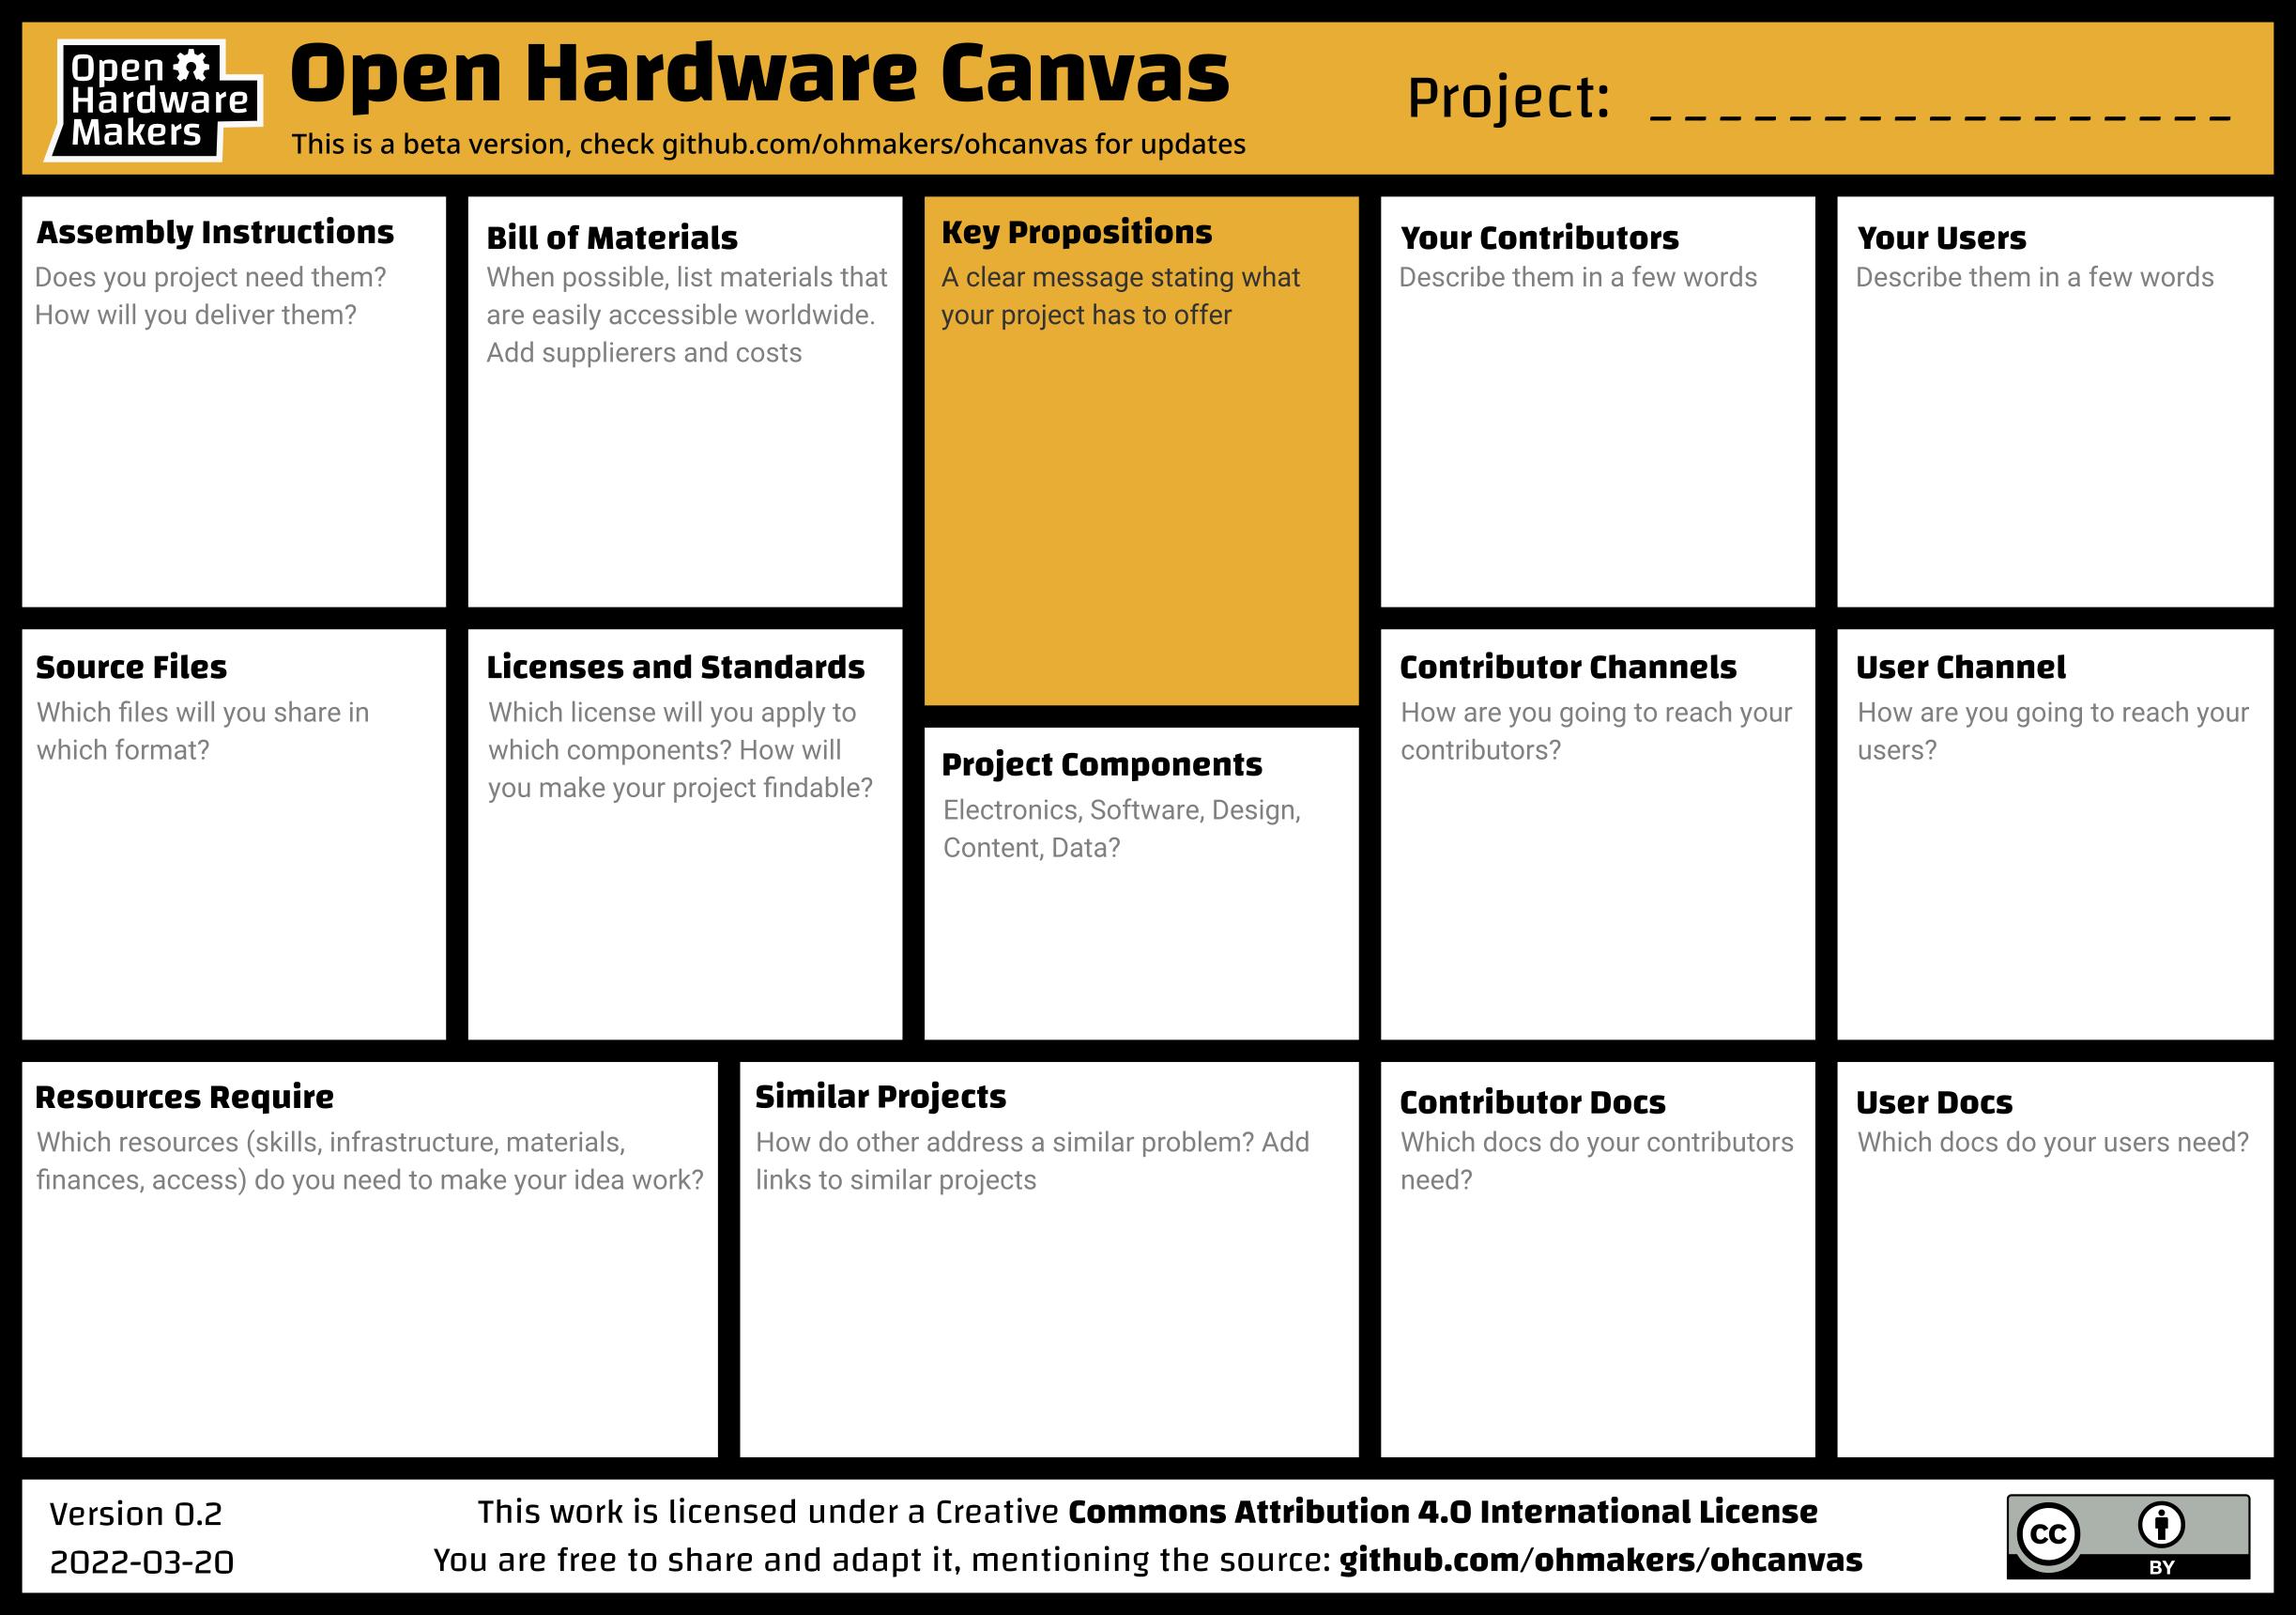 Open
Hardware
Makers
Open Hardware Canvas
This is a beta version, check github.com/ohmakers/ohcanvas for updates
Project: _ _ _ _ _ _ _ _ _ _ _ _ _ _ _ _ _
Assembly Instructions
Does you project need them?
How will you deliver them?
Bill of Materials
When possible, list materials that
are easily accessible worldwide.
Add supplierers and costs
Key Propositions
A clear message stating what
your project has to offer
Your Contributors
Describe them in a few words
Your Users
Describe them in a few words
Source Files
Which files will you share in
which format?
Licenses and Standards
Which license will you apply to
which components? How will
you make your project findable?
Project Components
Electronics, Software, Design,
Content, Data?
Contributor Channels
How are you going to reach your
contributors?
User Channel
How are you going to reach your
users?
Resources Require
Which resources (skills, infrastructure, materials,
finances, access) do you need to make your idea work?
Similar Projects
How do other address a similar problem? Add
links to similar projects
Contributor Docs
Which docs do your contributors
need?
User Docs
Which docs do your users need?
Version 0.2
2022-03-20
This work is licensed under a Creative Commons Attribution 4.0 International License
You are free to share and adapt it, mentioning the source: github.com/ohmakers/ohcanvas
CC
BY